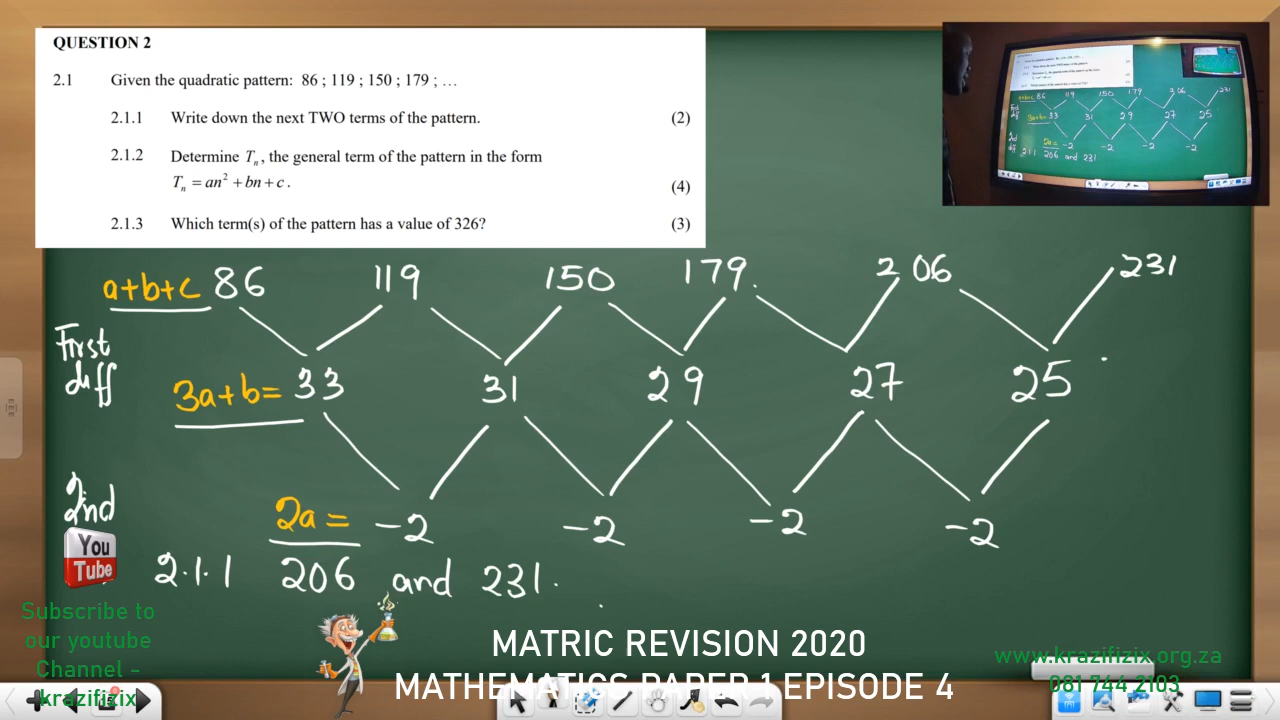 QUESTION 2
2.1 Given the quadratic pattern: 86 ; 119 ; 150 ; 179 ; …
2.1.1 Write down the next TWO terms of the pattern. (2)
2.1.2 Determine Tₙ, the general term of the pattern in the form
Tₙ = an² + bn + c. (4)
2.1.3 Which term(s) of the pattern has a value of 326? (3)
a+b+c 86 119 150 179. 206 231
First
diff
3a+b= 33 31 29 27 25
2nd
2a= -2 -2 -2 -2
You
Tube
2.1.1 206 and 231.
Subscribe to
our youtube
Channel -
krazifizix
MATRIC REVISION 2020
MATHEMATICS PAPER 1 EPISODE 4
www.krazifizix.org.za
081 744 2103